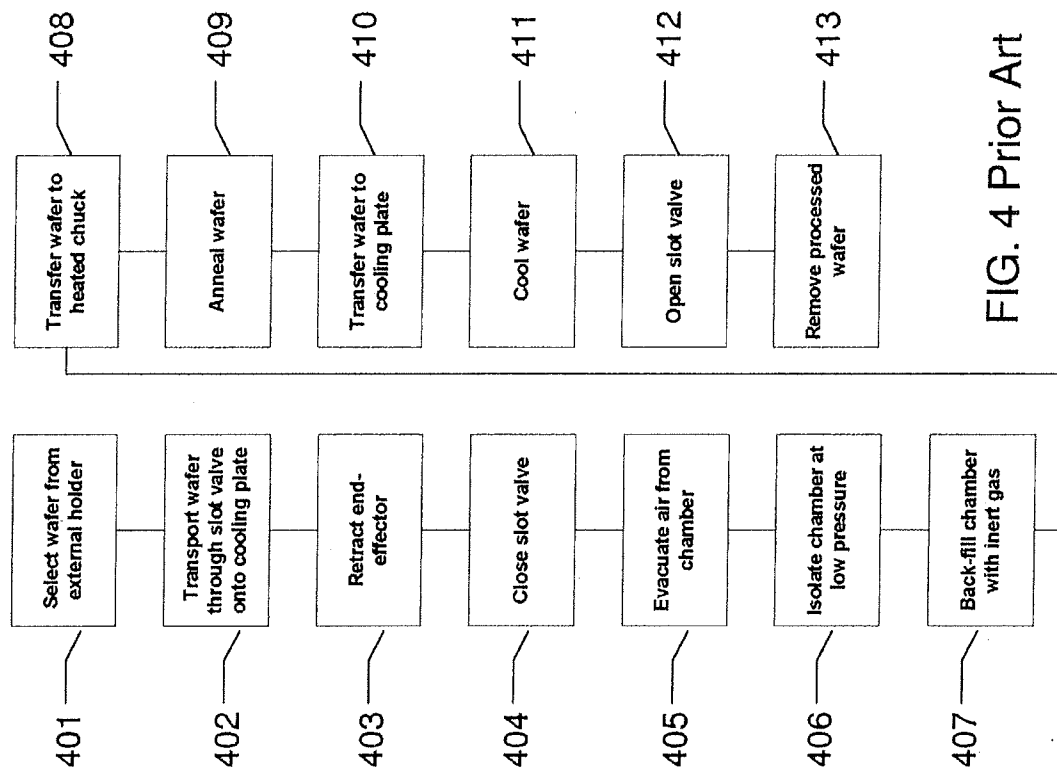 401
Select wafer from
external holder
402
Transport wafer
through slot valve
onto cooling plate
403
Retract end-
effector
404
Close slot valve
405
Evacuate air from
chamber
406
Isolate chamber at
low pressure
407
Back-fill chamber
with inert gas
408
Transfer wafer to
heated chuck
409
Anneal wafer
410
Transfer wafer to
cooling plate
411
Cool wafer
412
Open slot valve
413
Remove processed
wafer
FIG. 4 Prior Art